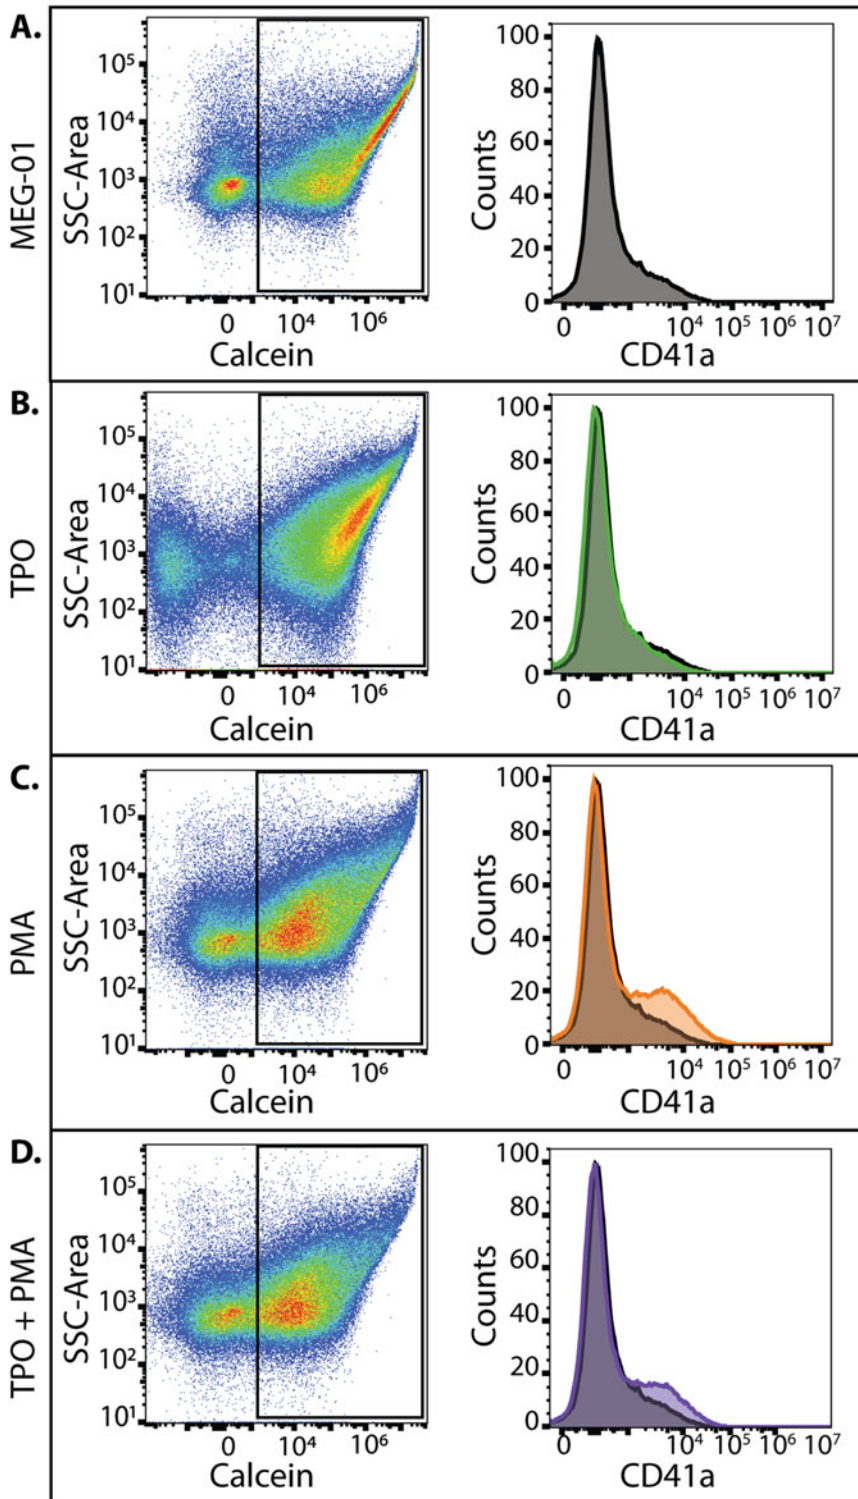 A.
MEG-01
SSC-Area
10⁵
10⁴
10³
10²
10¹
0 10⁴ 10⁶
Calcein
Counts
100
80
60
40
20
0
0 10⁴ 10⁵ 10⁶ 10⁷
CD41a
B.
TPO
SSC-Area
10⁵
10⁴
10³
10²
10¹
0 10⁴ 10⁶
Calcein
Counts
100
80
60
40
20
0
0 10⁴ 10⁵ 10⁶ 10⁷
CD41a
C.
PMA
SSC-Area
10⁵
10⁴
10³
10²
10¹
0 10⁴ 10⁶
Calcein
Counts
100
80
60
40
20
0
0 10⁴ 10⁵ 10⁶ 10⁷
CD41a
D.
TPO + PMA
SSC-Area
10⁵
10⁴
10³
10²
10¹
0 10⁴ 10⁶
Calcein
Counts
100
80
60
40
20
0
0 10⁴ 10⁵ 10⁶ 10⁷
CD41a